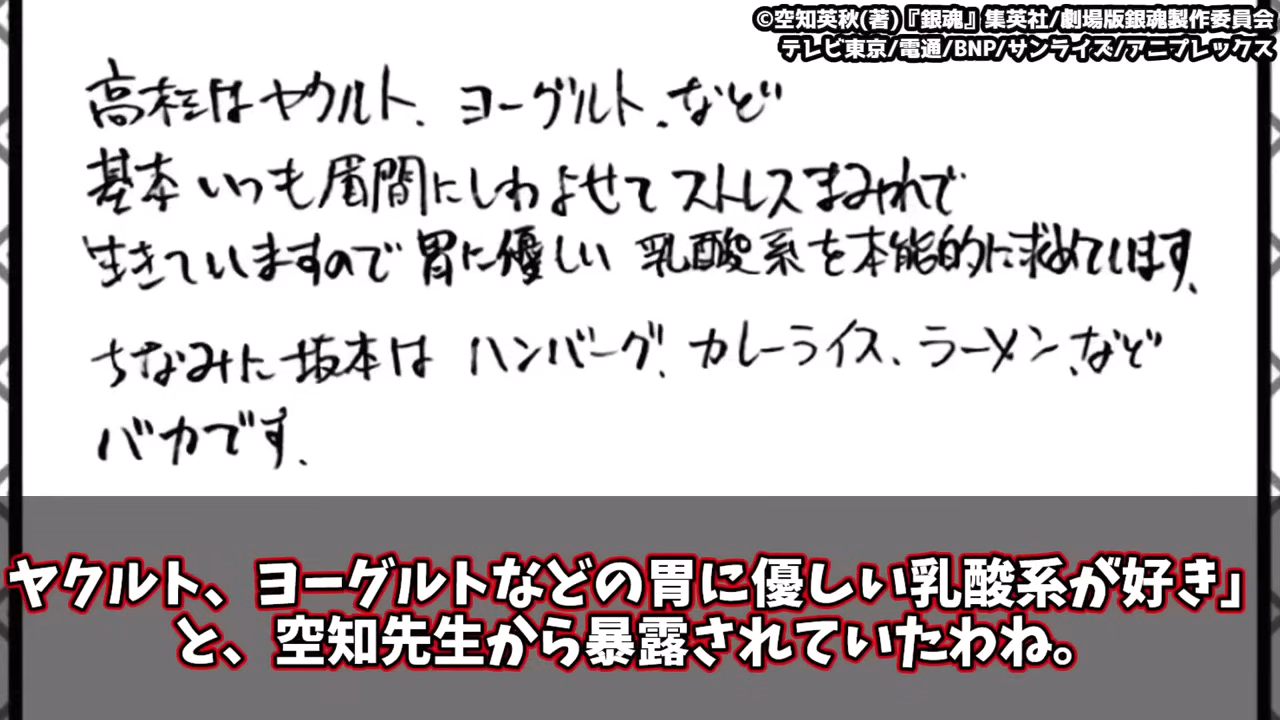 ©空知英秋(著)『銀魂』集英社/劇場版銀魂製作委員会
テレビ東京/電通/BNP/サンライズ/アニプレックス
高杉はヤクルト、ヨーグルト、など
基本いつも眉間にしわよせてストレスまみれで
生きていますので胃に優しい乳酸系を本能的に求めています、
ちなみに坂本はハンバーグ、カレーライス、ラーメン、など
バカです、
ヤクルト、ヨーグルトなどの胃に優しい乳酸系が好き」
と、空知先生から暴露されていたわね。